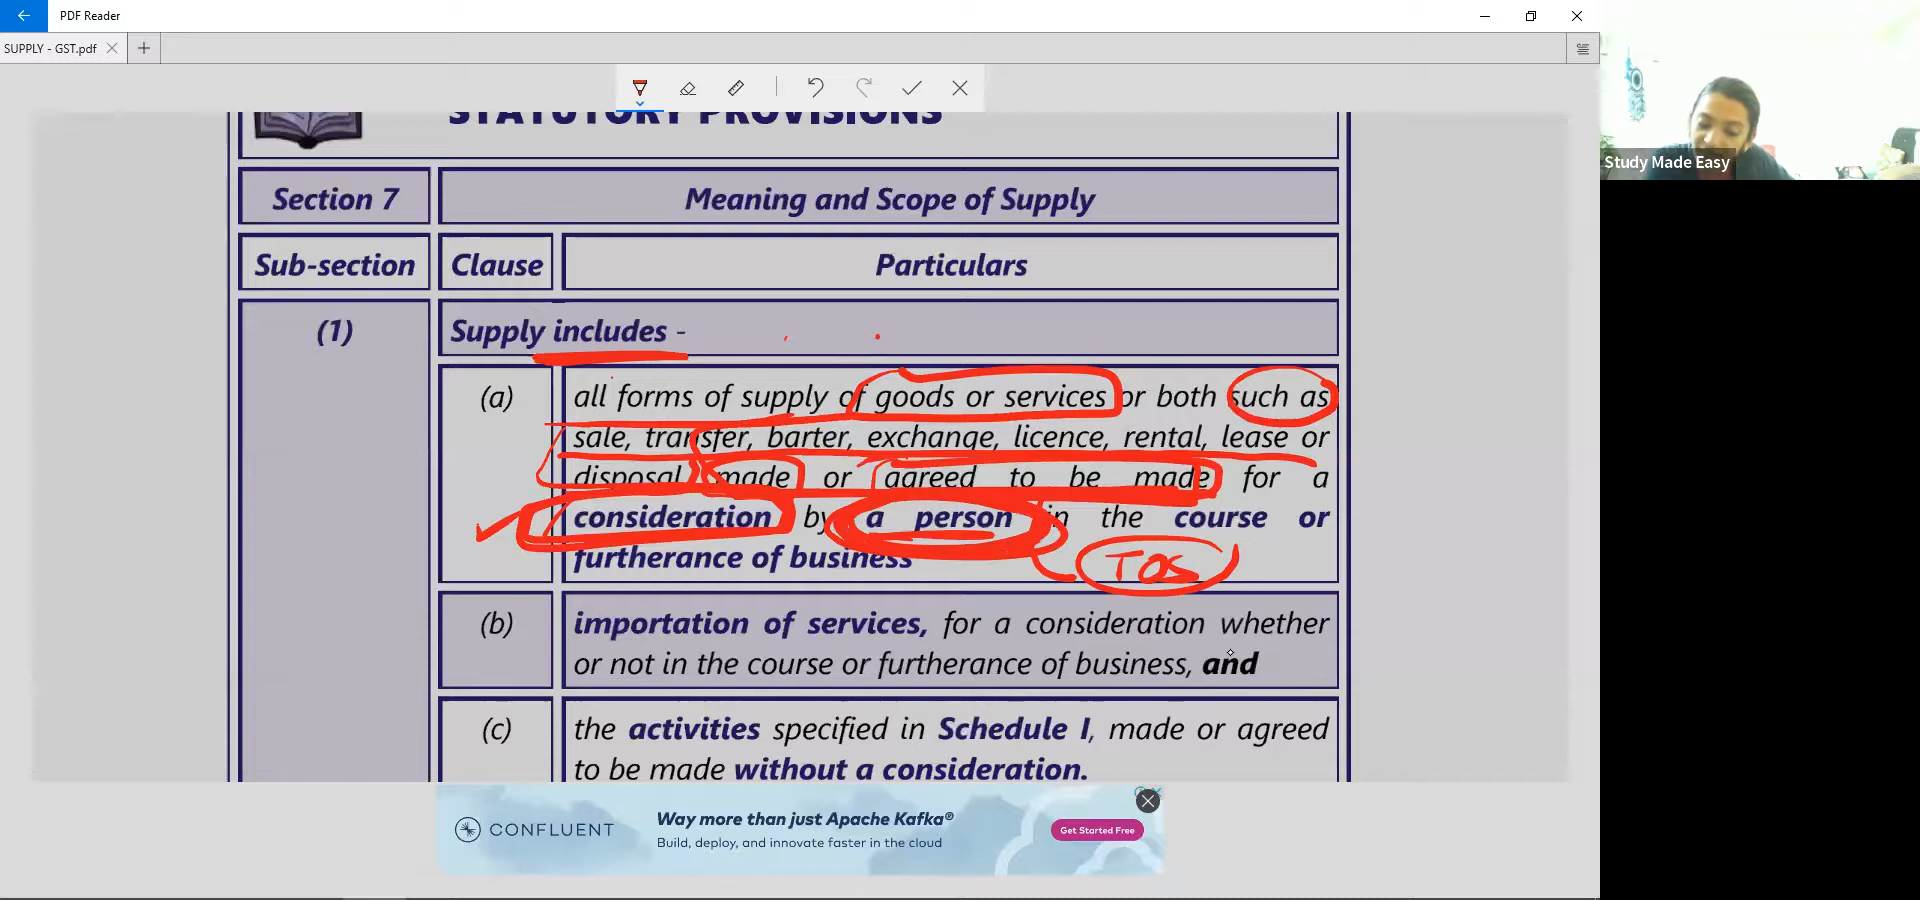 PDF Reader
SUPPLY - GST.pdf
STATUTORY PROVISIONS
Section 7
Meaning and Scope of Supply
Sub-section
Clause
Particulars
(1)
Supply includes -
(a)
all forms of supply of goods or services or both such as
sale, transfer, barter, exchange, licence, rental, lease or
disposal made or agreed to be made for a
consideration by a person in the course or
furtherance of business
TOS
(b)
importation of services, for a consideration whether
or not in the course or furtherance of business, and
(c)
the activities specified in Schedule I, made or agreed
to be made without a consideration.
CONFLUENT
Way more than just Apache Kafka®
Build, deploy, and innovate faster in the cloud
Get Started Free
Study Made Easy